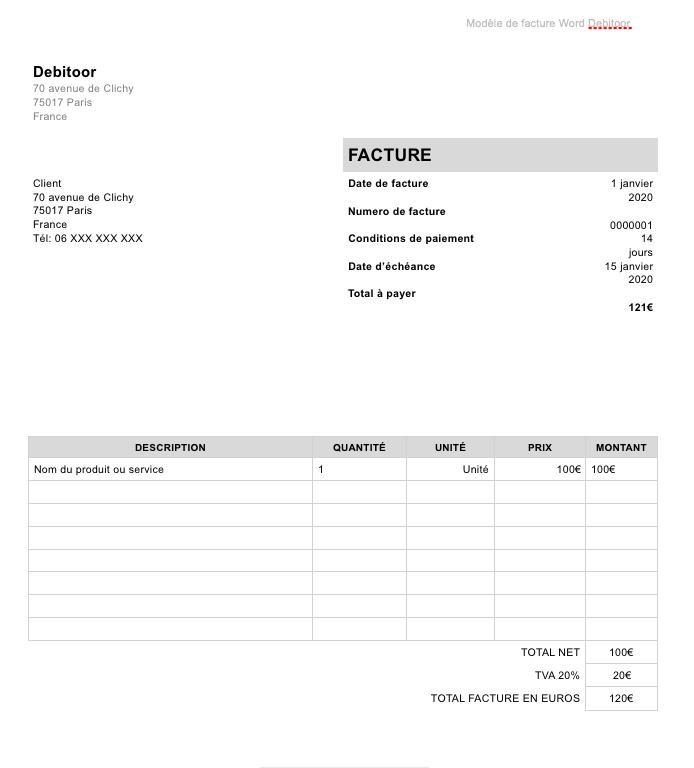 Modèle de facture Word Debitoor
Debitoor
70 avenue de Clichy
75017 Paris
France
FACTURE
Client
70 avenue de Clichy
75017 Paris
France
Tél: 06 XXX XXX XXX
Date de facture 1 janvier
2020
Numero de facture
0000001
Conditions de paiement 14
jours
Date d'échéance 15 janvier
2020
Total à payer
121€
DESCRIPTION QUANTITÉ UNITÉ PRIX MONTANT
Nom du produit ou service 1 Unité 100€ 100€
TOTAL NET 100€
TVA 20% 20€
TOTAL FACTURE EN EUROS 120€